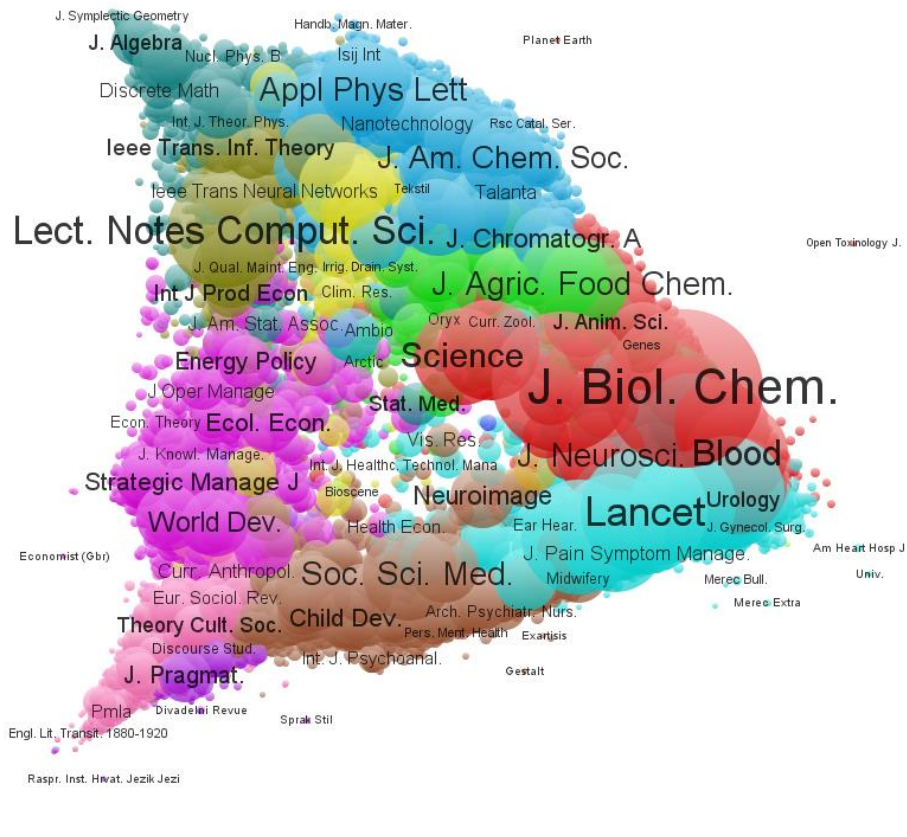 J. Symplectic Geometry
Handb. Magn. Mater.
J. Algebra
Planet Earth
Nucl. Phys. B
Isij Int
Discrete Math
Appl Phys Lett
Int. J. Theor. Phys.
Nanotechnology
Rsc Catal. Ser.
Ieee Trans. Inf. Theory
J. Am. Chem. Soc.
Ieee Trans Neural Networks
Tekstil
Talanta
Lect. Notes Comput. Sci.
J. Chromatogr. A
Open Toxinology J.
J. Qual. Maint. Eng.
Irrig. Drain. Syst.
J. Agric. Food Chem.
Int J Prod Econ
Clim. Res.
J. Am. Stat. Assoc.
Ambio
Oryx
Curr. Zool.
J. Anim. Sci.
Genes
Energy Policy
Arctic
Science
J Oper Manage
J. Biol. Chem.
Stat. Med.
Econ. Theory
Ecol. Econ.
Vis. Res.
J. Knowl. Manage.
Int. J. Healthc. Technol. Mana
J. Neurosci.
Blood
Strategic Manage J
Bioscene
Neuroimage
Lancet
Urology
World Dev.
Health Econ.
Ear Hear.
J. Gynecol. Surg.
Economist (Gbr)
J. Pain Symptom Manage.
Am Heart Hosp J
Curr. Anthropol.
Soc. Sci. Med.
Midwifery
Merec Bull.
Univ.
Eur. Sociol. Rev.
Merec Extra
Theory Cult. Soc.
Child Dev.
Arch. Psychiatr. Nurs.
Pers. Ment. Health
Exartisis
Discourse Stud.
Int. J. Psychoanal.
J. Pragmat.
Gestalt
Pmla
Divadelni Revue
Sprak Stil
Engl. Lit. Transit. 1880-1920
Raspr. Inst. Hrvat. Jezik Jezi